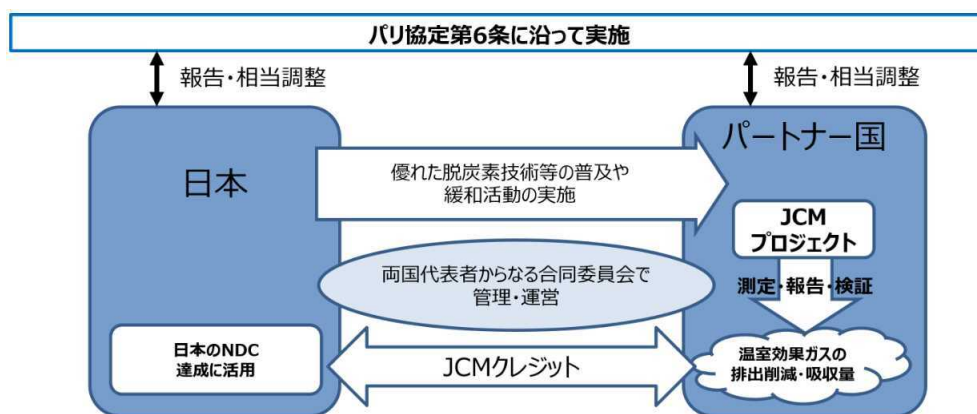 パリ協定第6条に沿って実施
報告・相当調整
報告・相当調整
日本
パートナー国
優れた脱炭素技術等の普及や
緩和活動の実施
JCM
プロジェクト
両国代表者からなる合同委員会で
管理・運営
測定・報告・検証
日本のNDC
達成に活用
JCMクレジット
温室効果ガスの
排出削減・吸収量